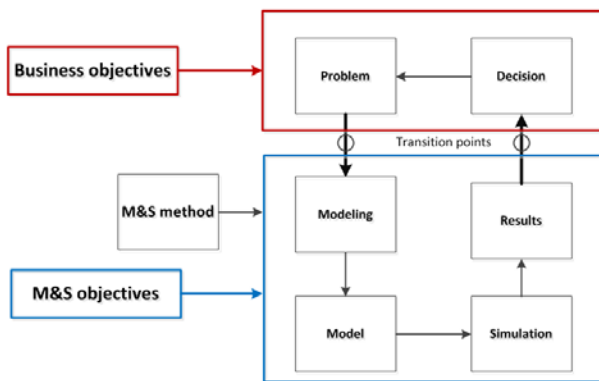 Business objectives
Problem
Decision
Transition points
M&S method
Modeling
Results
M&S objectives
Model
Simulation